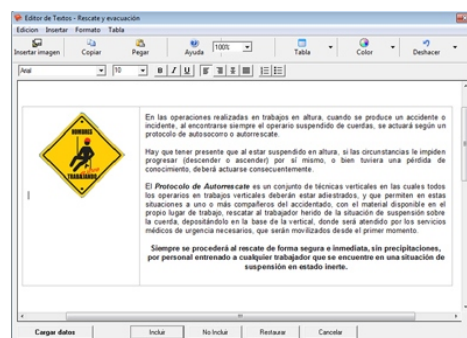 Editor de Textos - Rescate y evacuación
Edicion Insertar Formato Tabla
Insertar imagen Copiar Pegar Ayuda 100% Tabla Color Deshacer
Arial 10 B I U
HOMBRES
TRABAJANDO
En las operaciones realizadas en trabajos en altura, cuando se produce un accidente o
incidente, al encontrarse siempre el operario suspendido de cuerdas, se actuará según un
protocolo de autosocorro o autorrescate.
Hay que tener presente que al estar suspendido en altura, si las circunstancias le impiden
progresar (descender o ascender) por sí mismo, o bien tuviera una pérdida de
conocimiento, deberá actuarse consecuentemente.
El Protocolo de Autorrescate es un conjunto de técnicas verticales en las cuales todos
los operarios en trabajos verticales deberán estar adiestrados, y que permiten en estas
situaciones a uno o más compañeros del accidentado, con el material disponible en el
propio lugar de trabajo, rescatar al trabajador herido de la situación de suspensión sobre
la cuerda, depositándolo en la base de la vertical, donde será atendido por los servicios
médicos de urgencia necesarios, que serán movilizados desde el primer momento.
Siempre se procederá al rescate de forma segura e inmediata, sin precipitaciones,
por personal entrenado a cualquier trabajador que se encuentre en una situación de
suspensión en estado inerte.
Cargar datos Incluir No Incluir Restaurar Cancelar